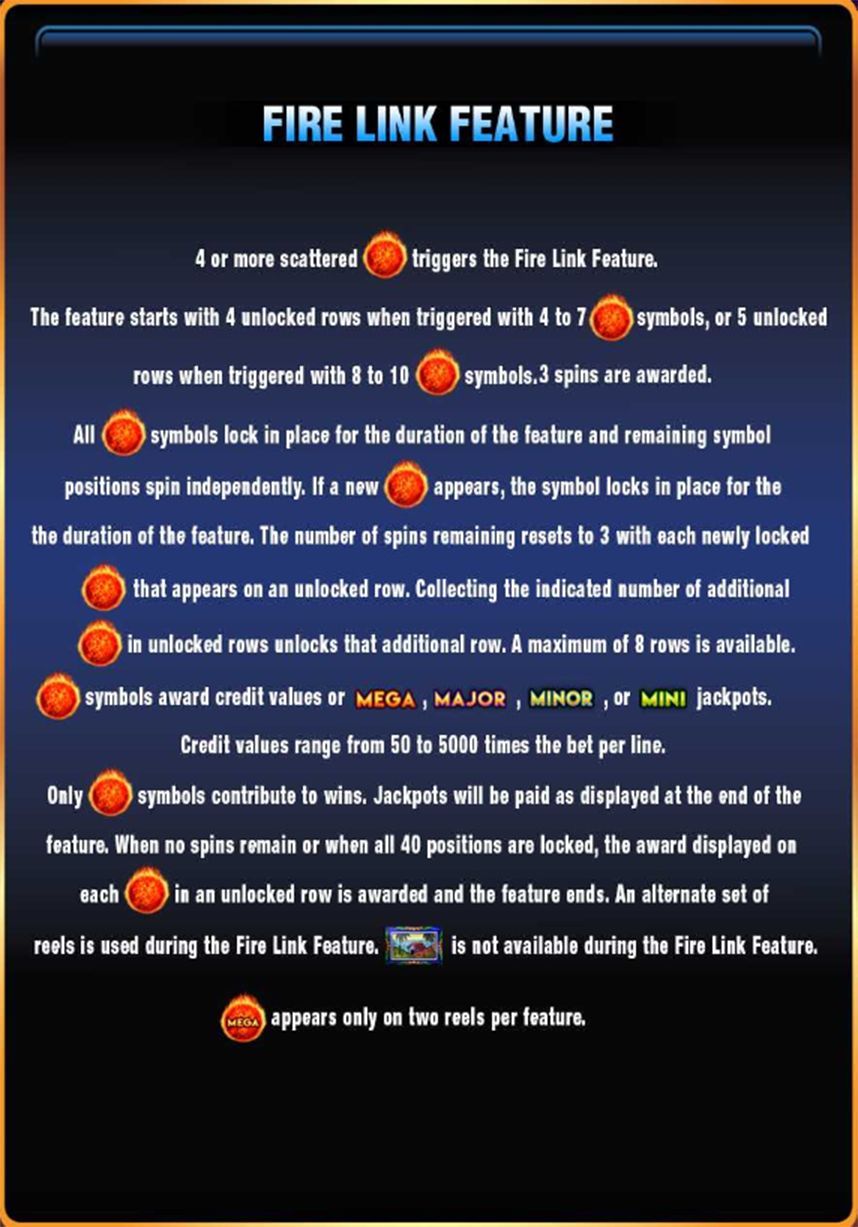 FIRE LINK FEATURE
4 or more scattered triggers the Fire Link Feature.
The feature starts with 4 unlocked rows when triggered with 4 to 7 symbols, or 5 unlocked
rows when triggered with 8 to 10 symbols.3 spins are awarded.
All symbols lock in place for the duration of the feature and remaining symbol
positions spin independently. If a new appears, the symbol locks in place for the
the duration of the feature. The number of spins remaining resets to 3 with each newly locked
that appears on an unlocked row. Collecting the indicated number of additional
in unlocked rows unlocks that additional row. A maximum of 8 rows is available.
symbols award credit values or MEGA , MAJOR , MINOR , or MINI jackpots.
Credit values range from 50 to 5000 times the bet per line.
Only symbols contribute to wins. Jackpots will be paid as displayed at the end of the
feature. When no spins remain or when all 40 positions are locked, the award displayed on
each in an unlocked row is awarded and the feature ends. An alternate set of
reels is used during the Fire Link Feature. is not available during the Fire Link Feature.
MEGA appears only on two reels per feature.